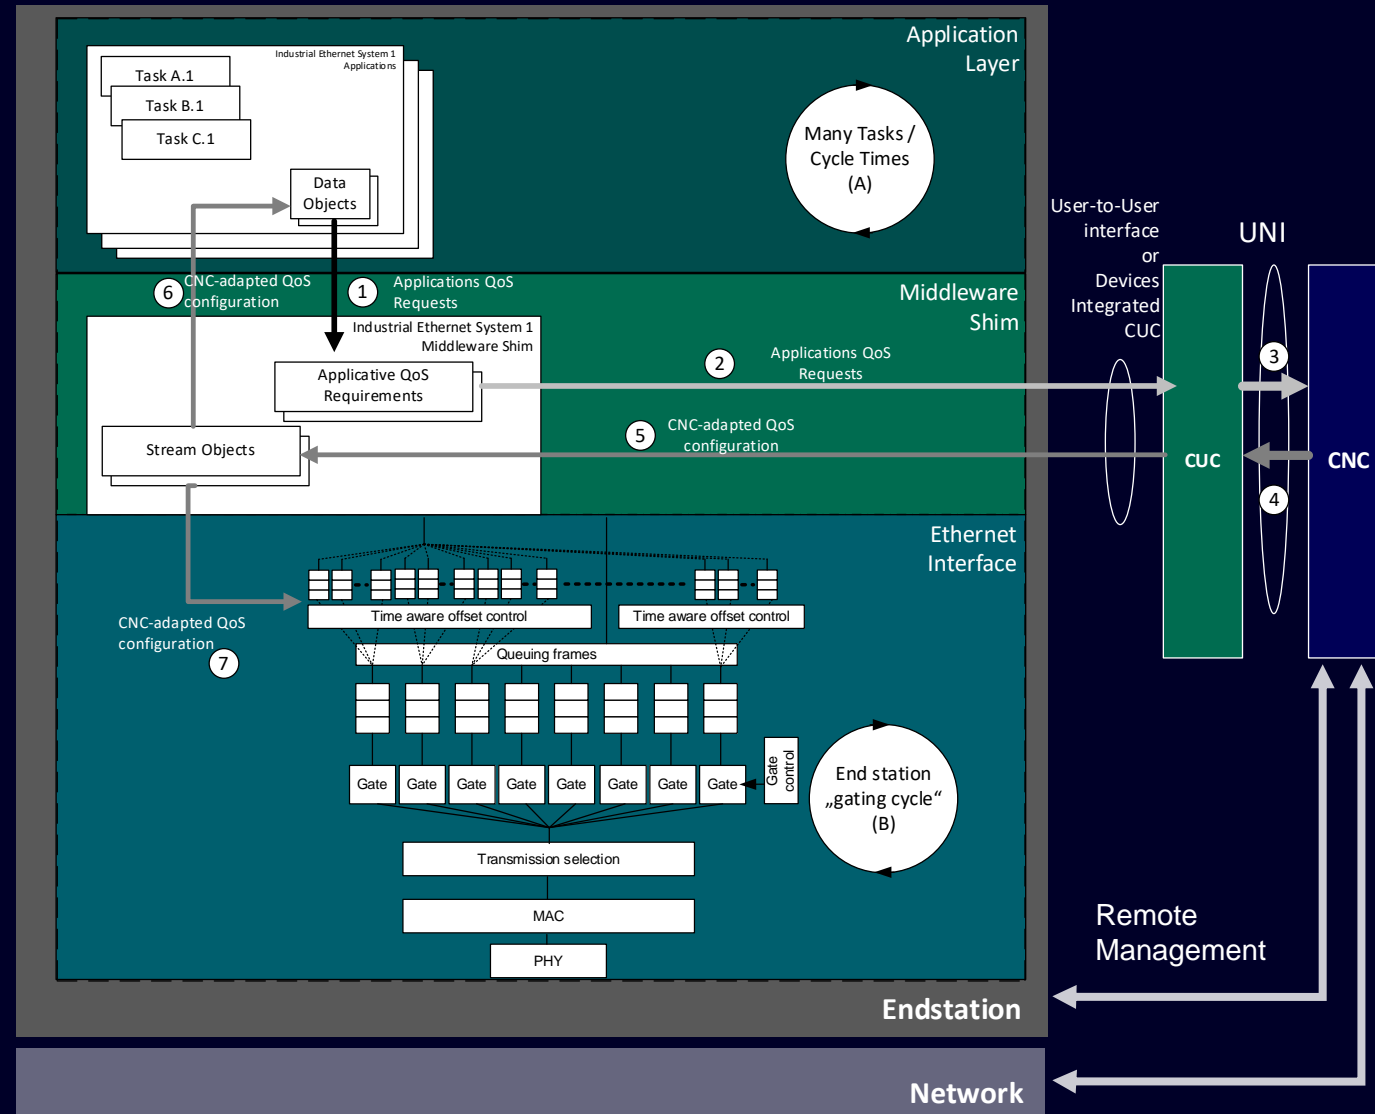 Application
Layer
Industrial Ethernet System 1
Applications
Task A.1
Task B.1
Task C.1
Data
Objects
Many Tasks /
Cycle Times
(A)
User-to-User
interface
or
Devices
Integrated
CUC
UNI
6
CNC-adapted QoS
configuration
1
Applications QoS
Requests
Middleware
Shim
Industrial Ethernet System 1
Middleware Shim
Applicative QoS
Requirements
2
Applications QoS
Requests
3
Stream Objects
5
CNC-adapted QoS
configuration
CUC
CNC
4
Ethernet
Interface
Time aware offset control
Time aware offset control
CNC-adapted QoS
configuration
7
Queuing frames
Gate
Gate
Gate
Gate
Gate
Gate
Gate
Gate
Gate
control
End station
„gating cycle“
(B)
Transmission selection
MAC
PHY
Remote
Management
Endstation
Network